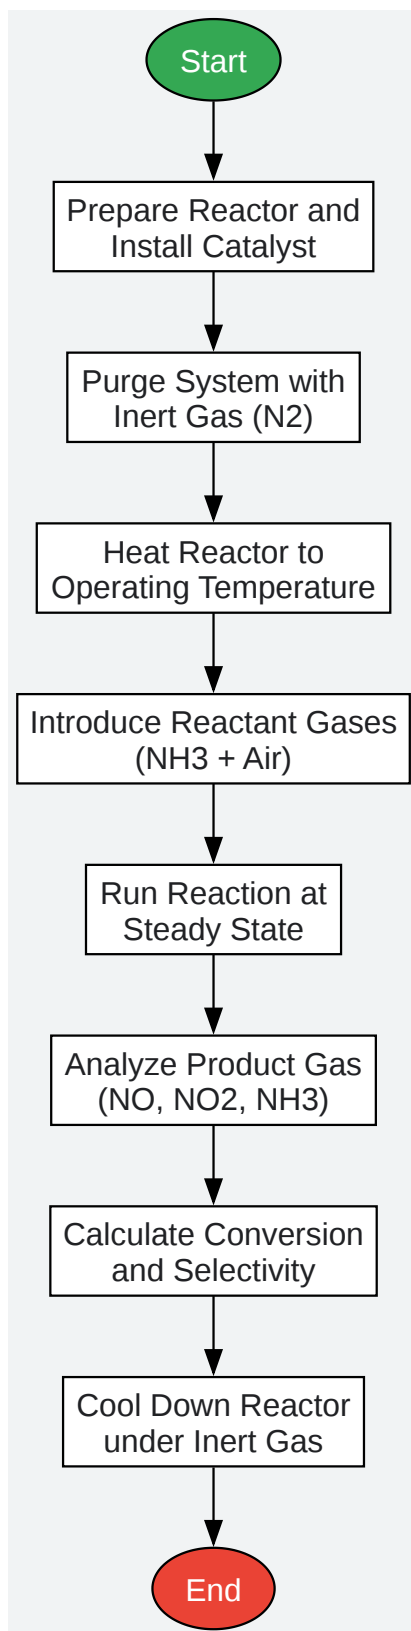 Start
Prepare Reactor and
Install Catalyst
Purge System with
Inert Gas (N2)
Heat Reactor to
Operating Temperature
Introduce Reactant Gases
(NH3 + Air)
Run Reaction at
Steady State
Analyze Product Gas
(NO, NO2, NH3)
Calculate Conversion
and Selectivity
Cool Down Reactor
under Inert Gas
End